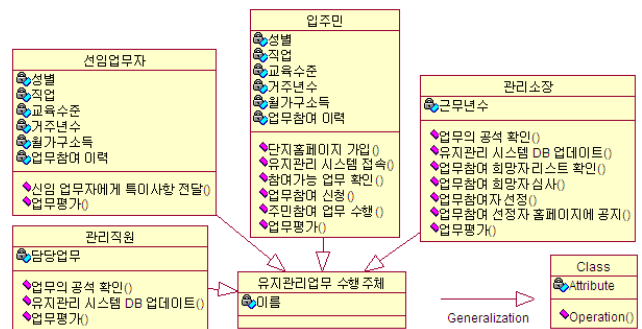 선임업무자
성별
직업
교육수준
거주년수
월가구소득
업무참여 이력
신임 업무자에게 특이사항 전달()
업무평가()
입주민
성별
직업
교육수준
거주년수
월가구소득
업무참여 이력
단지홈페이지 가입()
유지관리 시스템 접속()
참여가능 업무 확인()
업무참여 신청()
주민참여 업무 수행()
업무평가()
관리소장
근무년수
업무의 공석 확인()
유지관리 시스템 DB 업데이트()
업무참여 희망자리스트 확인()
업무참여 희망자심사()
업무참여자 선정()
업무참여 선정자 홈페이지에 공지()
업무평가()
관리직원
담당업무
업무의 공석 확인()
유지관리 시스템 DB 업데이트()
업무평가()
유지관리업무 수행주체
이름
Generalization
Class
Attribute
Operation()